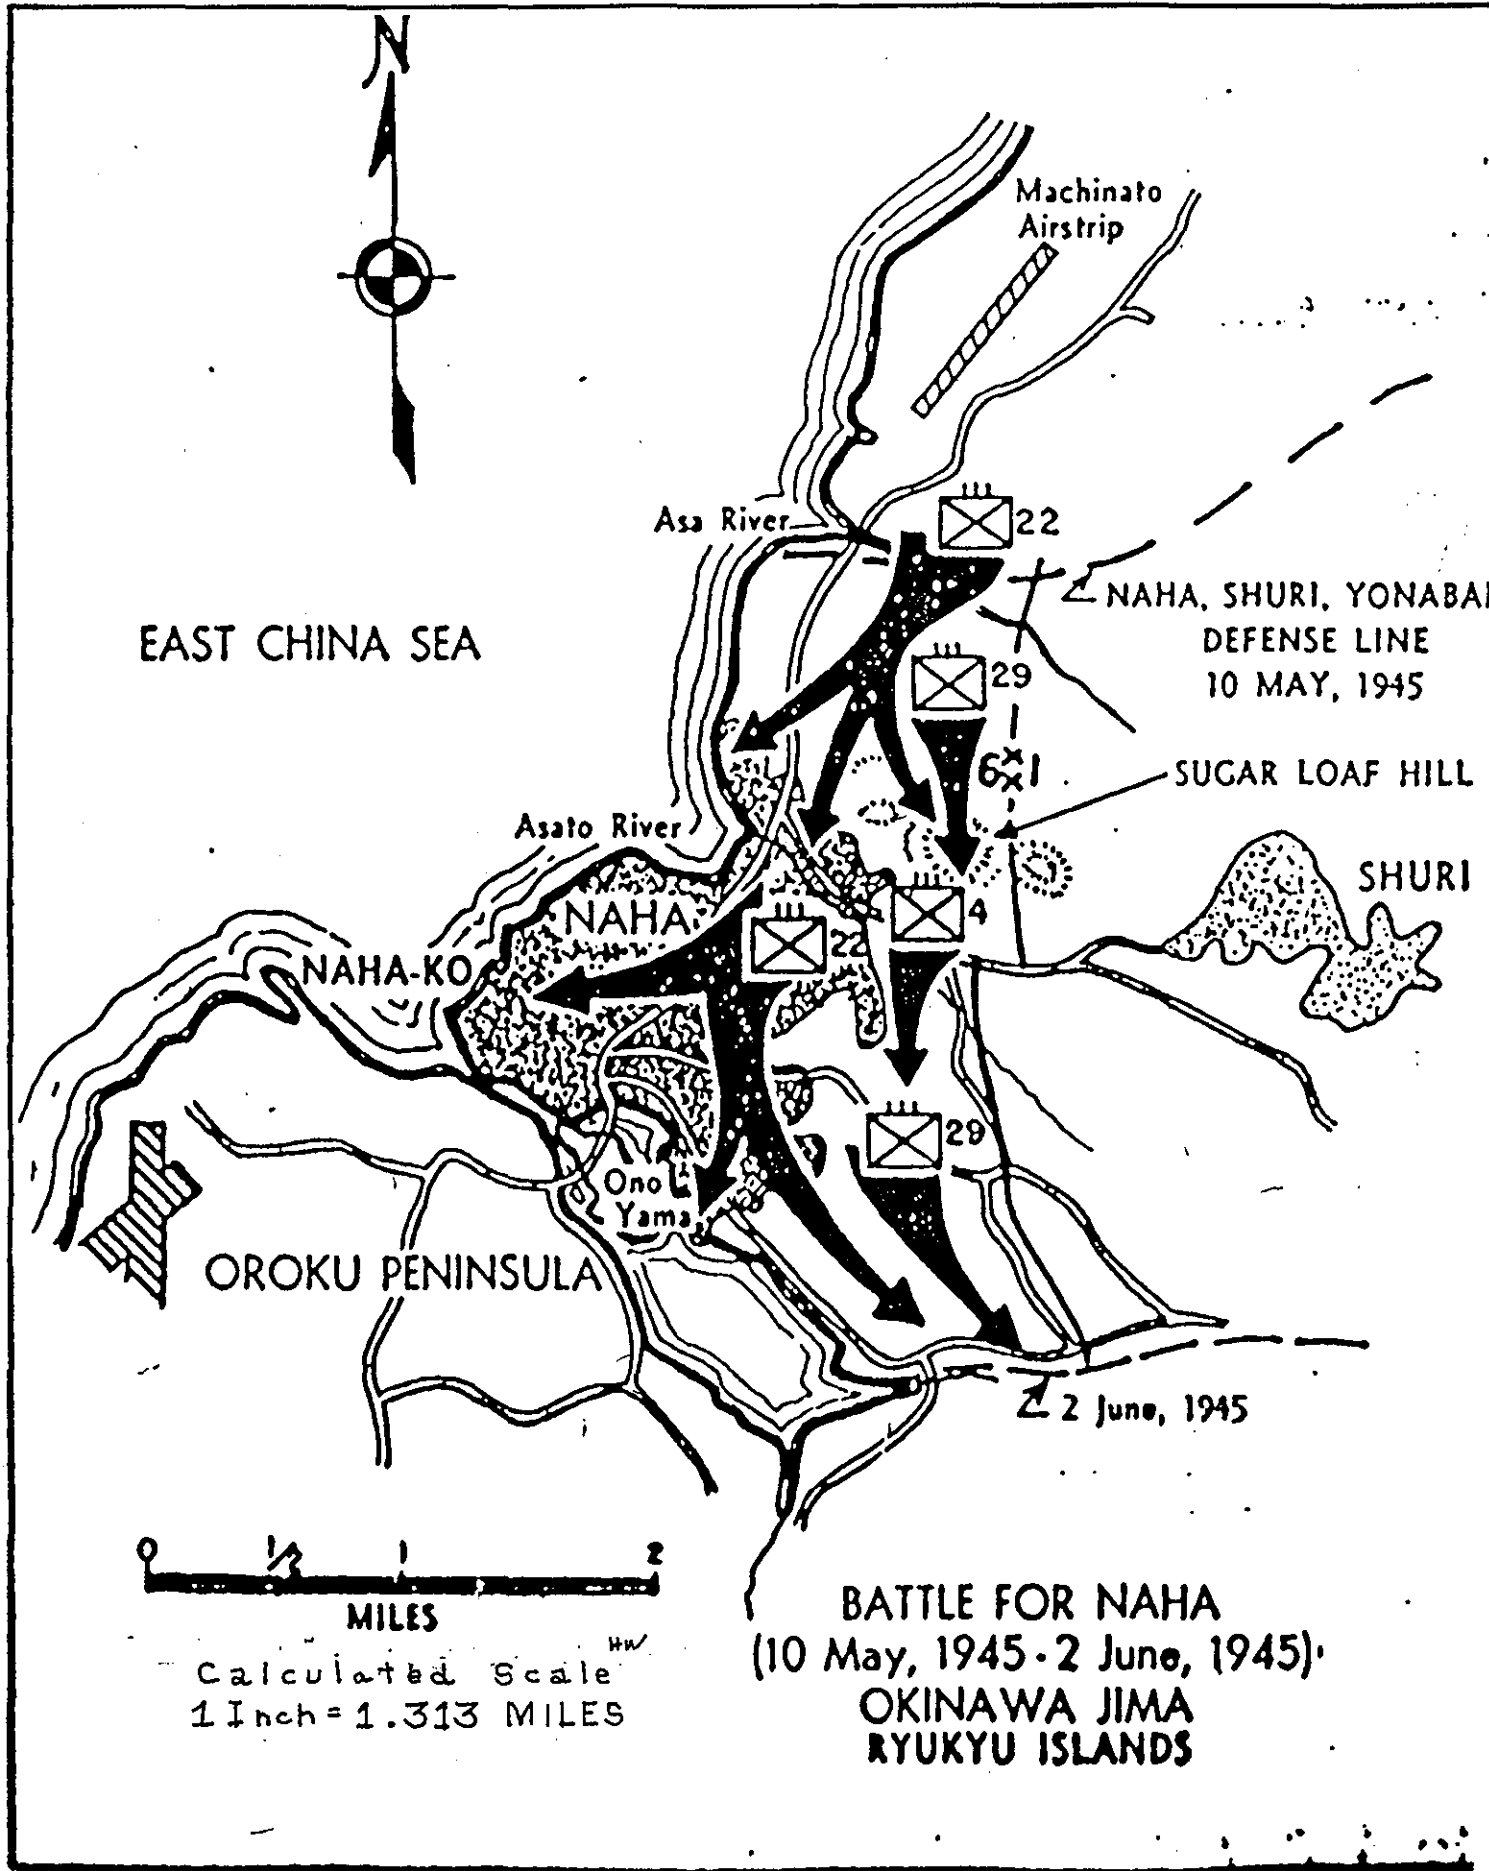 N
Machinato
Airstrip
Asa River
22
NAHA, SHURI, YONABA
DEFENSE LINE
10 MAY, 1945
EAST CHINA SEA
29
6 1
SUGAR LOAF HILL
Asato River
SHURI
NAHA
4
22
NAHA-KO
29
Ono
Yama
OROKU PENINSULA
2 June, 1945
0 1/2 1 2
MILES
Calculated Scale HW
1 Inch = 1.313 MILES
BATTLE FOR NAHA
(10 May, 1945 - 2 June, 1945)
OKINAWA JIMA
RYUKYU ISLANDS